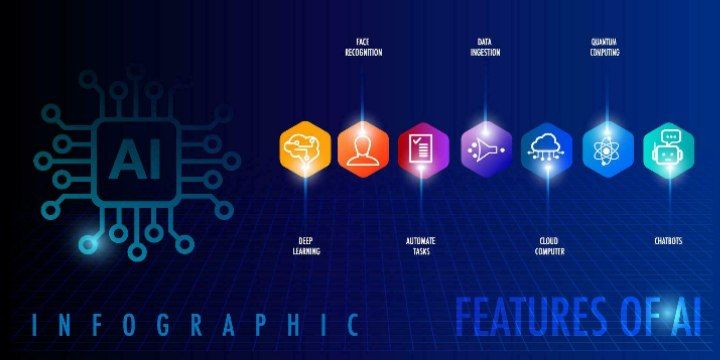 FACE
RECOGNITION
DATA
INGESTION
QUANTUM
COMPUTING
AI
DEEP
LEARNING
AUTOMATE
TASKS
CLOUD
COMPUTER
CHATBOTS
INFOGRAPHIC
FEATURES OF AI